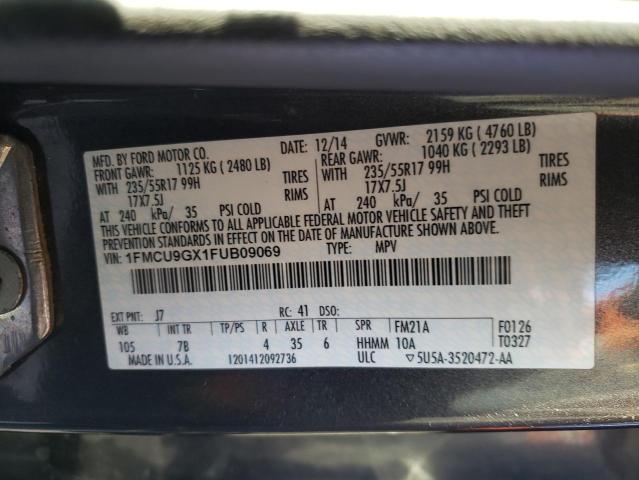 MFD. BY FORD MOTOR CO. DATE: 12/14 GVWR: 2159 KG ( 4760 LB)
FRONT GAWR: 1125 KG ( 2480 LB) REAR GAWR: 1040 KG ( 2293 LB)
WITH 235/55R17 99H TIRES WITH 235/55R17 99H TIRES
17X7.5J RIMS 17X7.5J RIMS
AT 240 kPa/ 35 PSI COLD AT 240 kPa/ 35 PSI COLD
THIS VEHICLE CONFORMS TO ALL APPLICABLE FEDERAL MOTOR VEHICLE SAFETY AND THEFT
PREVENTION STANDARDS IN EFFECT ON THE DATE OF MANUFACTURE SHOWN ABOVE.
VIN: 1FMCU9GX1FUB09069 TYPE: MPV
EXT PNT: J7 RC: 41 DSO:
WB INT TR TP/PS R AXLE TR SPR FM21A F0126
105 7B 4 35 6 HHMM 10A T0327
MADE IN U.S.A. 1201412092736 ULC 5U5A-3520472-AA